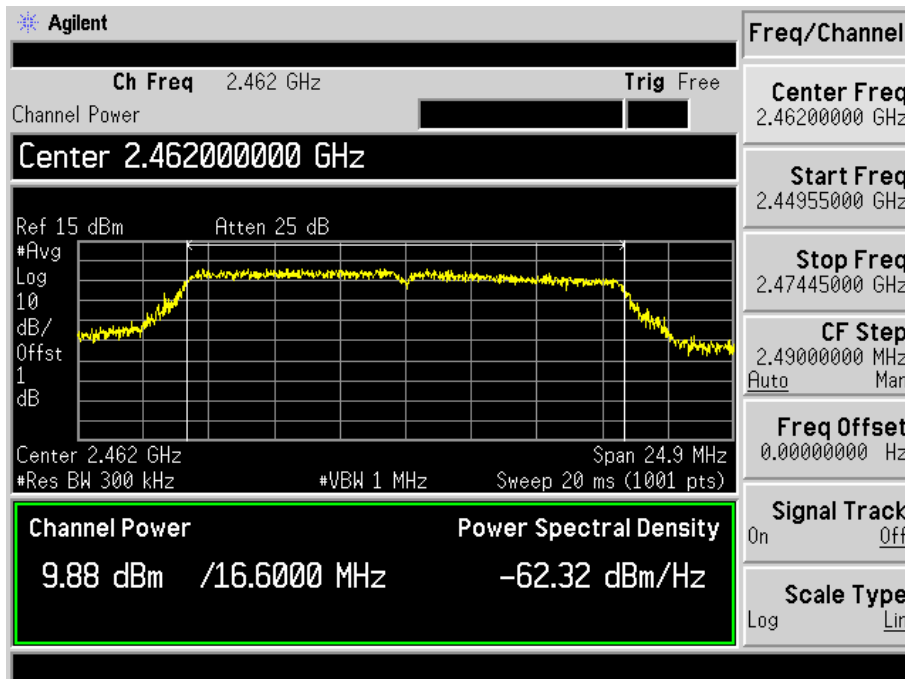 Agilent
Freq/Channel
Ch Freq 2.462 GHz Trig Free
Channel Power
Center 2.462000000 GHz
Ref 15 dBm Atten 25 dB
#Avg
Log
10
dB/
Offst
1
dB
Center 2.462 GHz Span 24.9 MHz
#Res BW 300 kHz #VBW 1 MHz Sweep 20 ms (1001 pts)
Channel Power Power Spectral Density
9.88 dBm /16.6000 MHz -62.32 dBm/Hz
Center Freq
2.46200000 GHz
Start Freq
2.44955000 GHz
Stop Freq
2.47445000 GHz
CF Step
2.49000000 MHz
Auto Man
Freq Offset
0.00000000 Hz
Signal Track
On Off
Scale Type
Log Lin